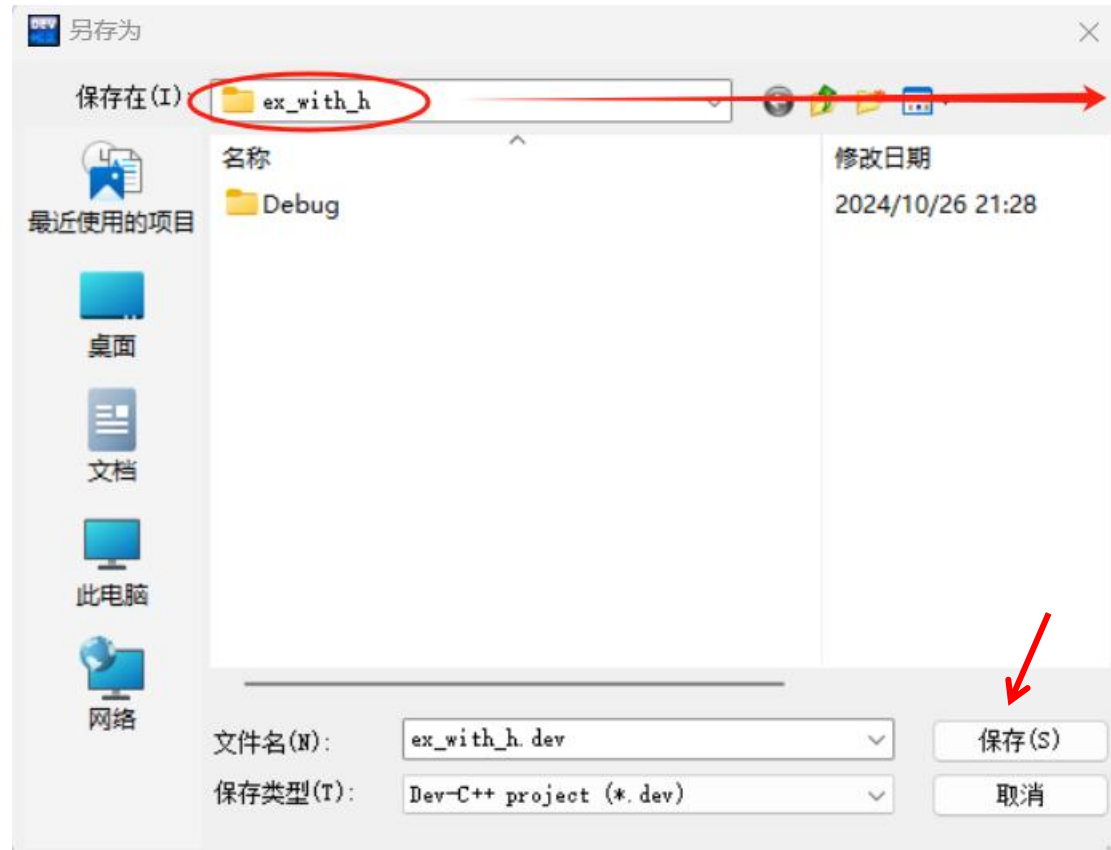 DEV
另存为
保存在(I):
ex_with_h
名称
修改日期
Debug
2024/10/26 21:28
最近使用的项目
桌面
文档
此电脑
网络
文件名(N):
ex_with_h.dev
保存(S)
保存类型(T):
Dev-C++ project (*.dev)
取消